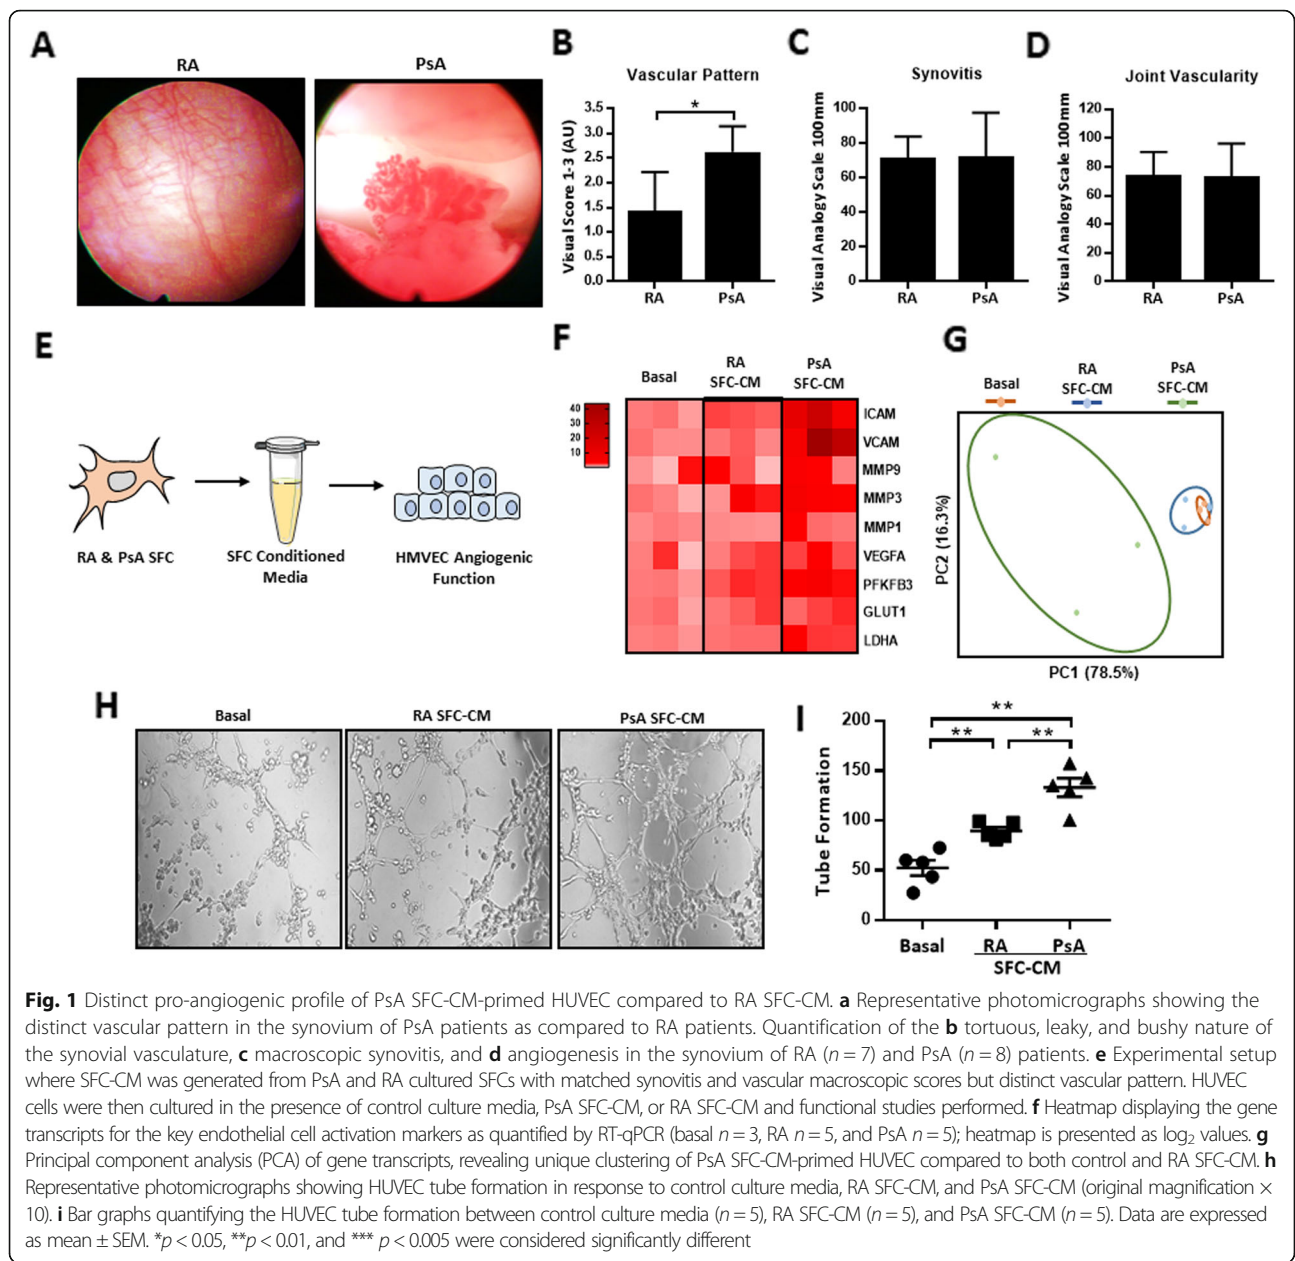 A
RA
PsA
B
Vascular Pattern
Visual Score 1-3 (AU)
3.5
3.0
2.5
2.0
1.5
1.0
0.5
0.0
*
RA
PsA
C
Synovitis
Visual Analogy Scale 100mm
100
80
60
40
20
0
RA
PsA
D
Joint Vascularity
Visual Analogy Scale 100mm
120
100
80
60
40
20
0
RA
PsA
E
RA & PsA SFC
SFC Conditioned
Media
HMVEC Angiogenic
Function
F
Basal
RA
SFC-CM
PsA
SFC-CM
40
30
20
10
ICAM
VCAM
MMP9
MMP3
MMP1
VEGFA
PFKFB3
GLUT1
LDHA
G
Basal
RA
SFC-CM
PsA
SFC-CM
PC2 (16.3%)
PC1 (78.5%)
H
Basal
RA SFC-CM
PsA SFC-CM
I
Tube Formation
200
150
100
50
0
**
**
**
Basal
RA
PsA
SFC-CM
Fig. 1 Distinct pro-angiogenic profile of PsA SFC-CM-primed HUVEC compared to RA SFC-CM. a Representative photomicrographs showing the
distinct vascular pattern in the synovium of PsA patients as compared to RA patients. Quantification of the b tortuous, leaky, and bushy nature of
the synovial vasculature, c macroscopic synovitis, and d angiogenesis in the synovium of RA (n = 7) and PsA (n = 8) patients. e Experimental setup
where SFC-CM was generated from PsA and RA cultured SFCs with matched synovitis and vascular macroscopic scores but distinct vascular pattern. HUVEC
cells were then cultured in the presence of control culture media, PsA SFC-CM, or RA SFC-CM and functional studies performed. f Heatmap displaying the gene
transcripts for the key endothelial cell activation markers as quantified by RT-qPCR (basal n = 3, RA n = 5, and PsA n = 5); heatmap is presented as log₂ values. g
Principal component analysis (PCA) of gene transcripts, revealing unique clustering of PsA SFC-CM-primed HUVEC compared to both control and RA SFC-CM. h
Representative photomicrographs showing HUVEC tube formation in response to control culture media, RA SFC-CM, and PsA SFC-CM (original magnification ×
10). i Bar graphs quantifying the HUVEC tube formation between control culture media (n = 5), RA SFC-CM (n = 5), and PsA SFC-CM (n = 5). Data are expressed
as mean ± SEM. *p < 0.05, **p < 0.01, and *** p < 0.005 were considered significantly different